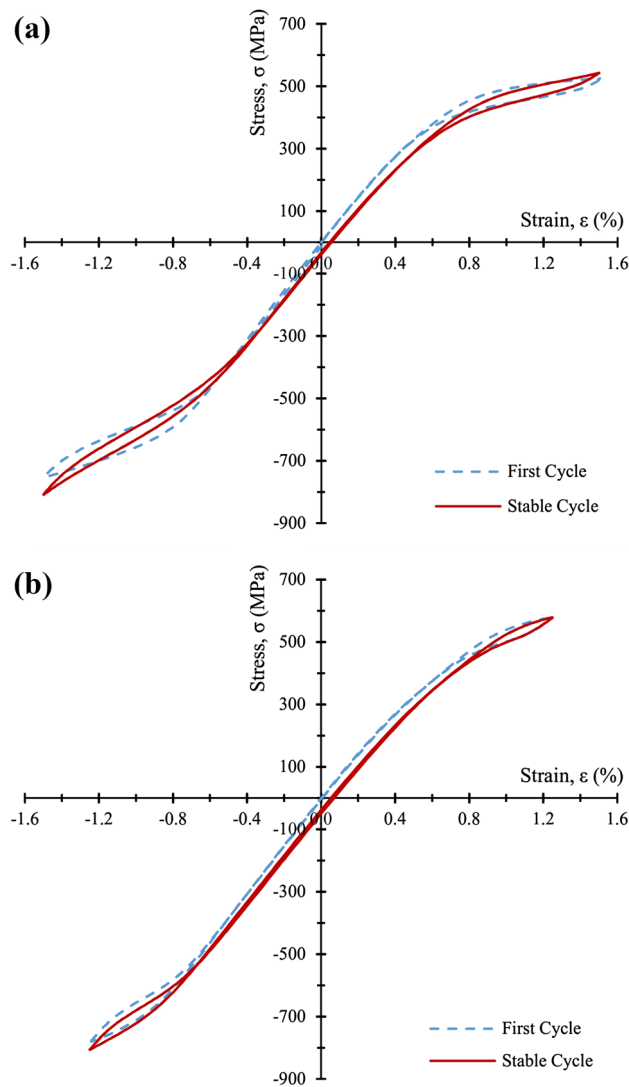 (a)
Stress, σ (MPa)
700
500
300
100
-100
-300
-500
-700
-900
Strain, ε (%)
-1.6 -1.2 -0.8 -0.4 0.0 0.4 0.8 1.2 1.6
First Cycle
Stable Cycle
(b)
Stress, σ (MPa)
700
500
300
100
-100
-300
-500
-700
-900
Strain, ε (%)
-1.6 -1.2 -0.8 -0.4 0.0 0.4 0.8 1.2 1.6
First Cycle
Stable Cycle